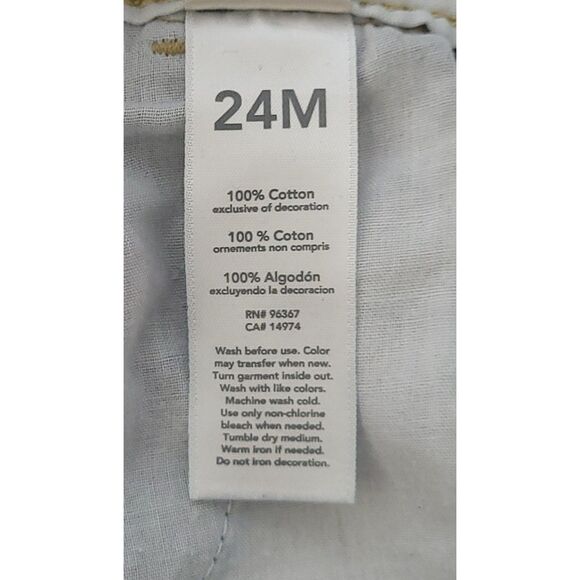 24M
100% Cotton
exclusive of decoration
100 % Coton
ornements non compris
100% Algodón
excluyendo la decoracion
RN# 96367
CA# 14974
Wash before use. Color
may transfer when new.
Turn garment inside out.
Wash with like colors.
Machine wash cold.
Use only non-chlorine
bleach when needed.
Tumble dry medium.
Warm iron if needed.
Do not iron decoration.